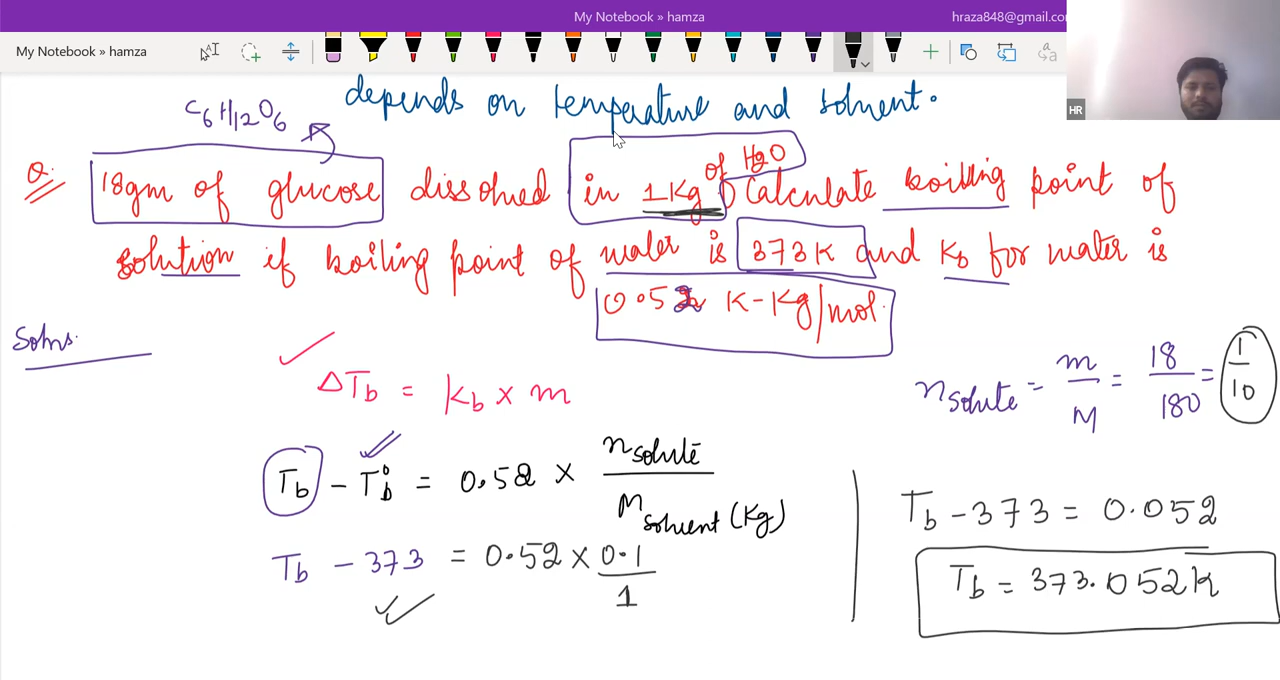 My Notebook » hamza
hraza848@gmail.co
My Notebook » hamza
HR
depends on temperature and solvent.
C6H12O6
Q. 18gm of glucose dissolved in 1Kg of H2O Calculate boiling point of
solution if boiling point of water is 373K and Kb for water is
0.52 K-Kg/mol.
Solns.
ΔTb = Kb × m
nsolute = m/M = 18/180 = 1/10
Tb - Tb° = 0.52 × nsolute / Msolvent (Kg)
Tb - 373 = 0.52 × 0.1/1
Tb - 373 = 0.052
Tb = 373.052K